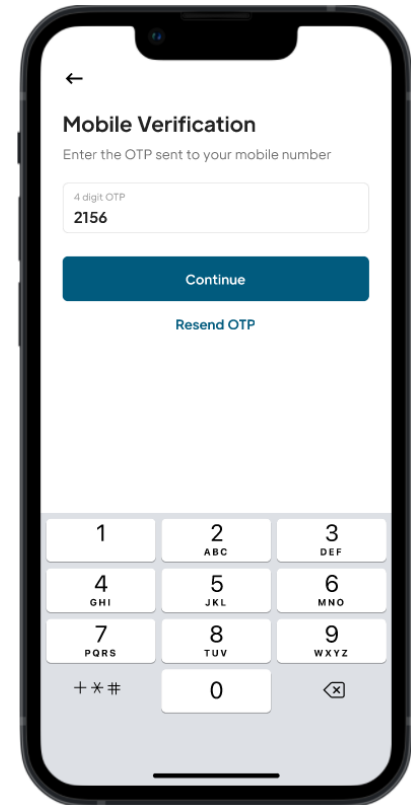 Mobile Verification
Enter the OTP sent to your mobile number
4 digit OTP
2156
Continue
Resend OTP
1 2 3
ABC DEF
4 5 6
GHI JKL MNO
7 8 9
PQRS TUV WXYZ
+*# 0